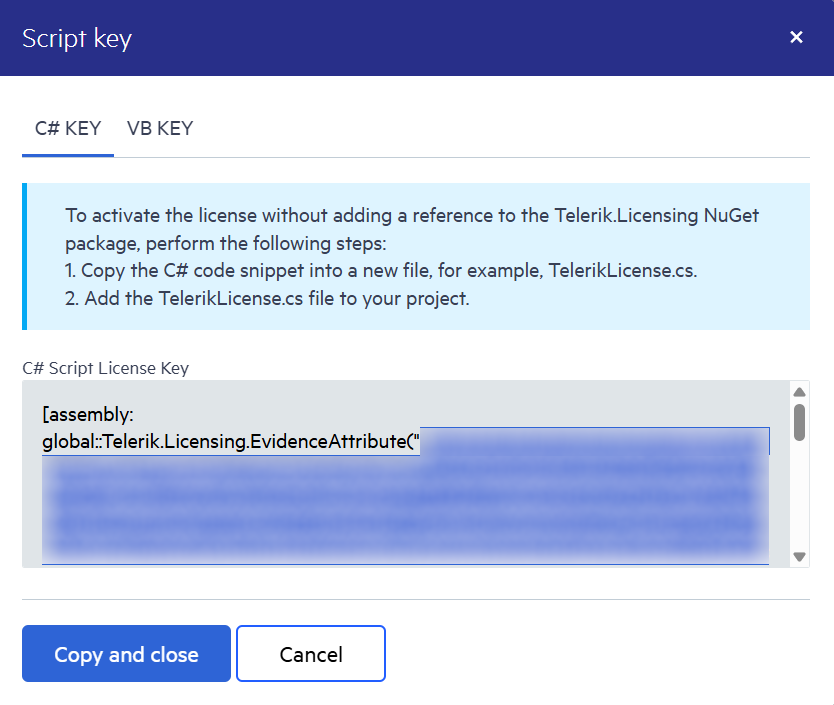 Script key
C# KEY
VB KEY
To activate the license without adding a reference to the Telerik.Licensing NuGet
package, perform the following steps:
1. Copy the C# code snippet into a new file, for example, TelerikLicense.cs.
2. Add the TelerikLicense.cs file to your project.
C# Script License Key
[assembly:
global::Telerik.Licensing.EvidenceAttribute("
Copy and close
Cancel